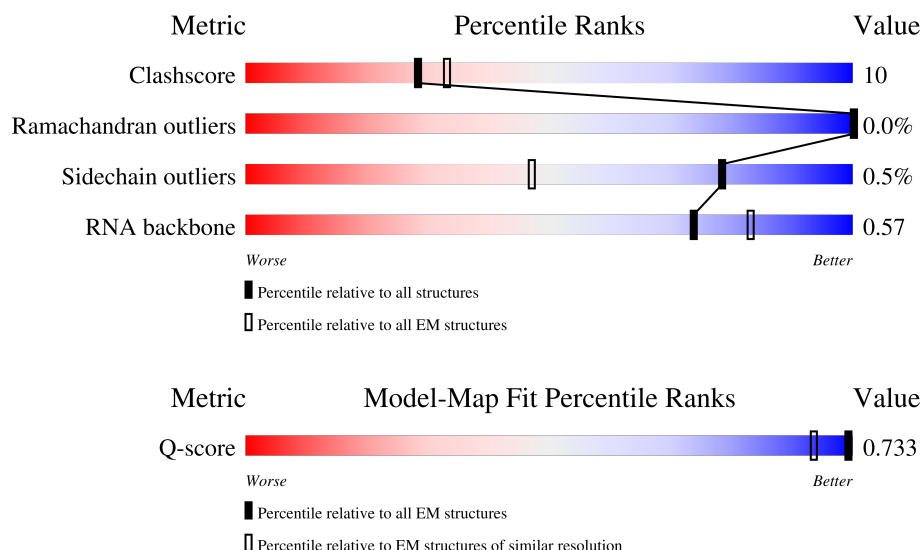 Metric Percentile Ranks Value
Clashscore 10
Ramachandran outliers 0.0%
Sidechain outliers 0.5%
RNA backbone 0.57
Worse Better
Percentile relative to all structures
Percentile relative to all EM structures
Metric Model-Map Fit Percentile Ranks Value
Q-score 0.733
Worse Better
Percentile relative to all EM structures
Percentile relative to EM structures of similar resolution